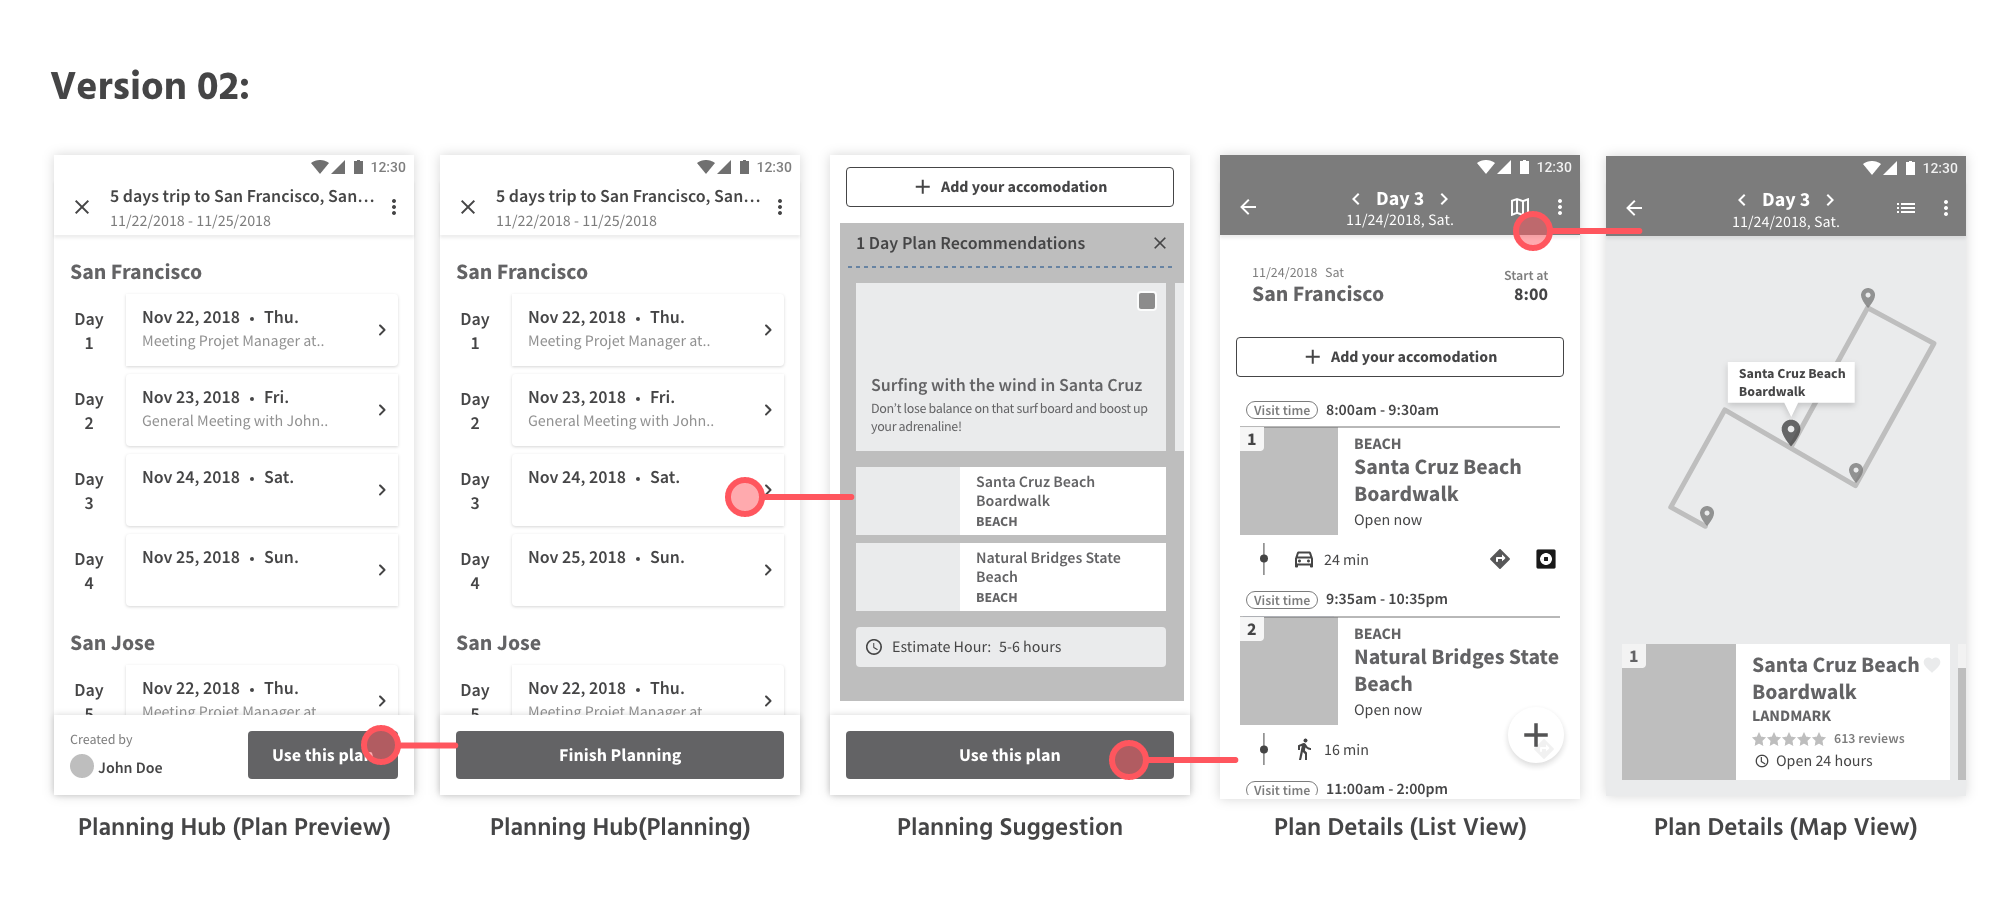 Version 02:
12:30
5 days trip to San Francisco, San...
11/22/2018 - 11/25/2018
San Francisco
Day 1
Nov 22, 2018 • Thu.
Meeting Projet Manager at..
Day 2
Nov 23, 2018 • Fri.
General Meeting with John..
Day 3
Nov 24, 2018 • Sat.
Day 4
Nov 25, 2018 • Sun.
San Jose
Day 5
Nov 22, 2018 • Thu.
Meeting Projet Manager at
Created by
John Doe
Use this plan
Planning Hub (Plan Preview)
12:30
5 days trip to San Francisco, San...
11/22/2018 - 11/25/2018
San Francisco
Day 1
Nov 22, 2018 • Thu.
Meeting Projet Manager at..
Day 2
Nov 23, 2018 • Fri.
General Meeting with John..
Day 3
Nov 24, 2018 • Sat.
Day 4
Nov 25, 2018 • Sun.
San Jose
Day 5
Nov 22, 2018 • Thu.
Meeting Projet Manager at
Finish Planning
Planning Hub(Planning)
Add your accomodation
1 Day Plan Recommendations
Surfing with the wind in Santa Cruz
Don't lose balance on that surf board and boost up
your adrenaline!
Santa Cruz Beach
Boardwalk
BEACH
Natural Bridges State
Beach
BEACH
Estimate Hour: 5-6 hours
Use this plan
Planning Suggestion
12:30
Day 3
11/24/2018, Sat.
11/24/2018 Sat
San Francisco
Start at
8:00
Add your accomodation
Visit time 8:00am - 9:30am
1
BEACH
Santa Cruz Beach
Boardwalk
Open now
24 min
Visit time 9:35am - 10:35pm
2
BEACH
Natural Bridges State
Beach
Open now
16 min
Visit time 11:00am - 2:00pm
Plan Details (List View)
12:30
Day 3
11/24/2018, Sat.
Santa Cruz Beach
Boardwalk
1
Santa Cruz Beach
Boardwalk
LANDMARK
613 reviews
Open 24 hours
Plan Details (Map View)